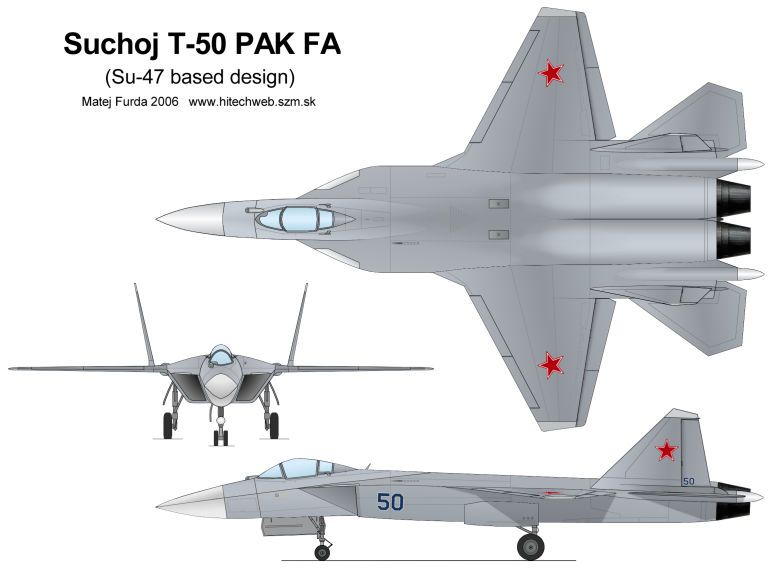 Suchoj T-50 PAK FA
(Su-47 based design)
Matej Furda 2006 www.hitechweb.szm.sk
50
50